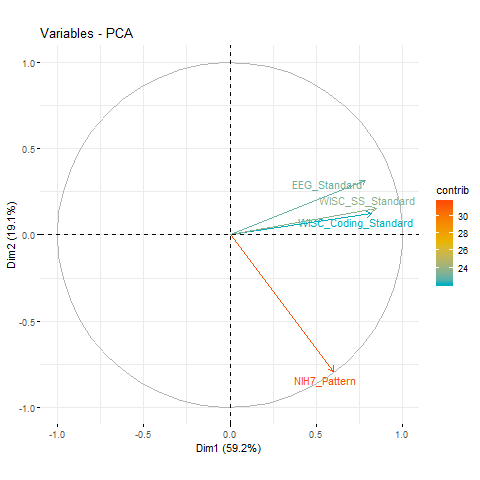 Variables - PCA
1.0
0.5
0.0
-0.5
-1.0
Dim2 (19.1%)
EEG_Standard
WISC_SS_Standard
WISC_Coding_Standard
NIH7_Pattern
-1.0
-0.5
0.0
0.5
1.0
Dim1 (59.2%)
contrib
30
28
26
24